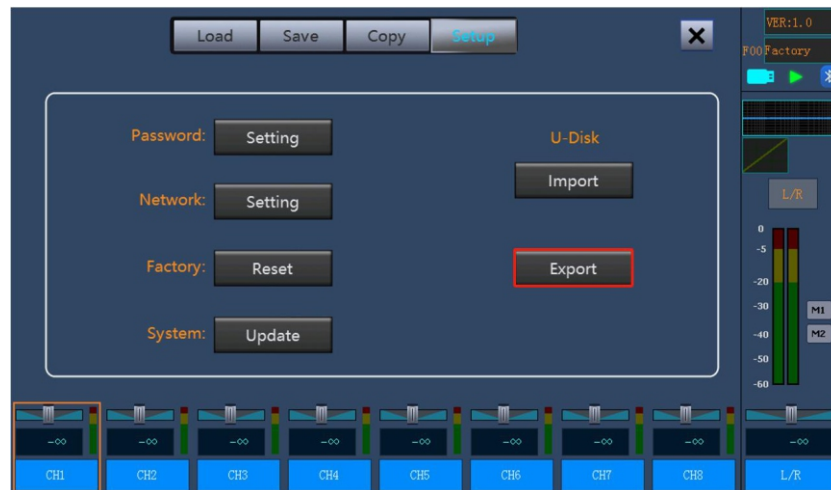 Load Save Copy Setup
VER:1.0
F00 Factory
Password: Setting
U-Disk
Import
Network: Setting
L/R
Factory: Reset
Export
System: Update
0
-5
-20
-30
-40
-50
-60
M1
M2
-∞ -∞ -∞ -∞ -∞ -∞ -∞ -∞ -∞
CH1 CH2 CH3 CH4 CH5 CH6 CH7 CH8 L/R